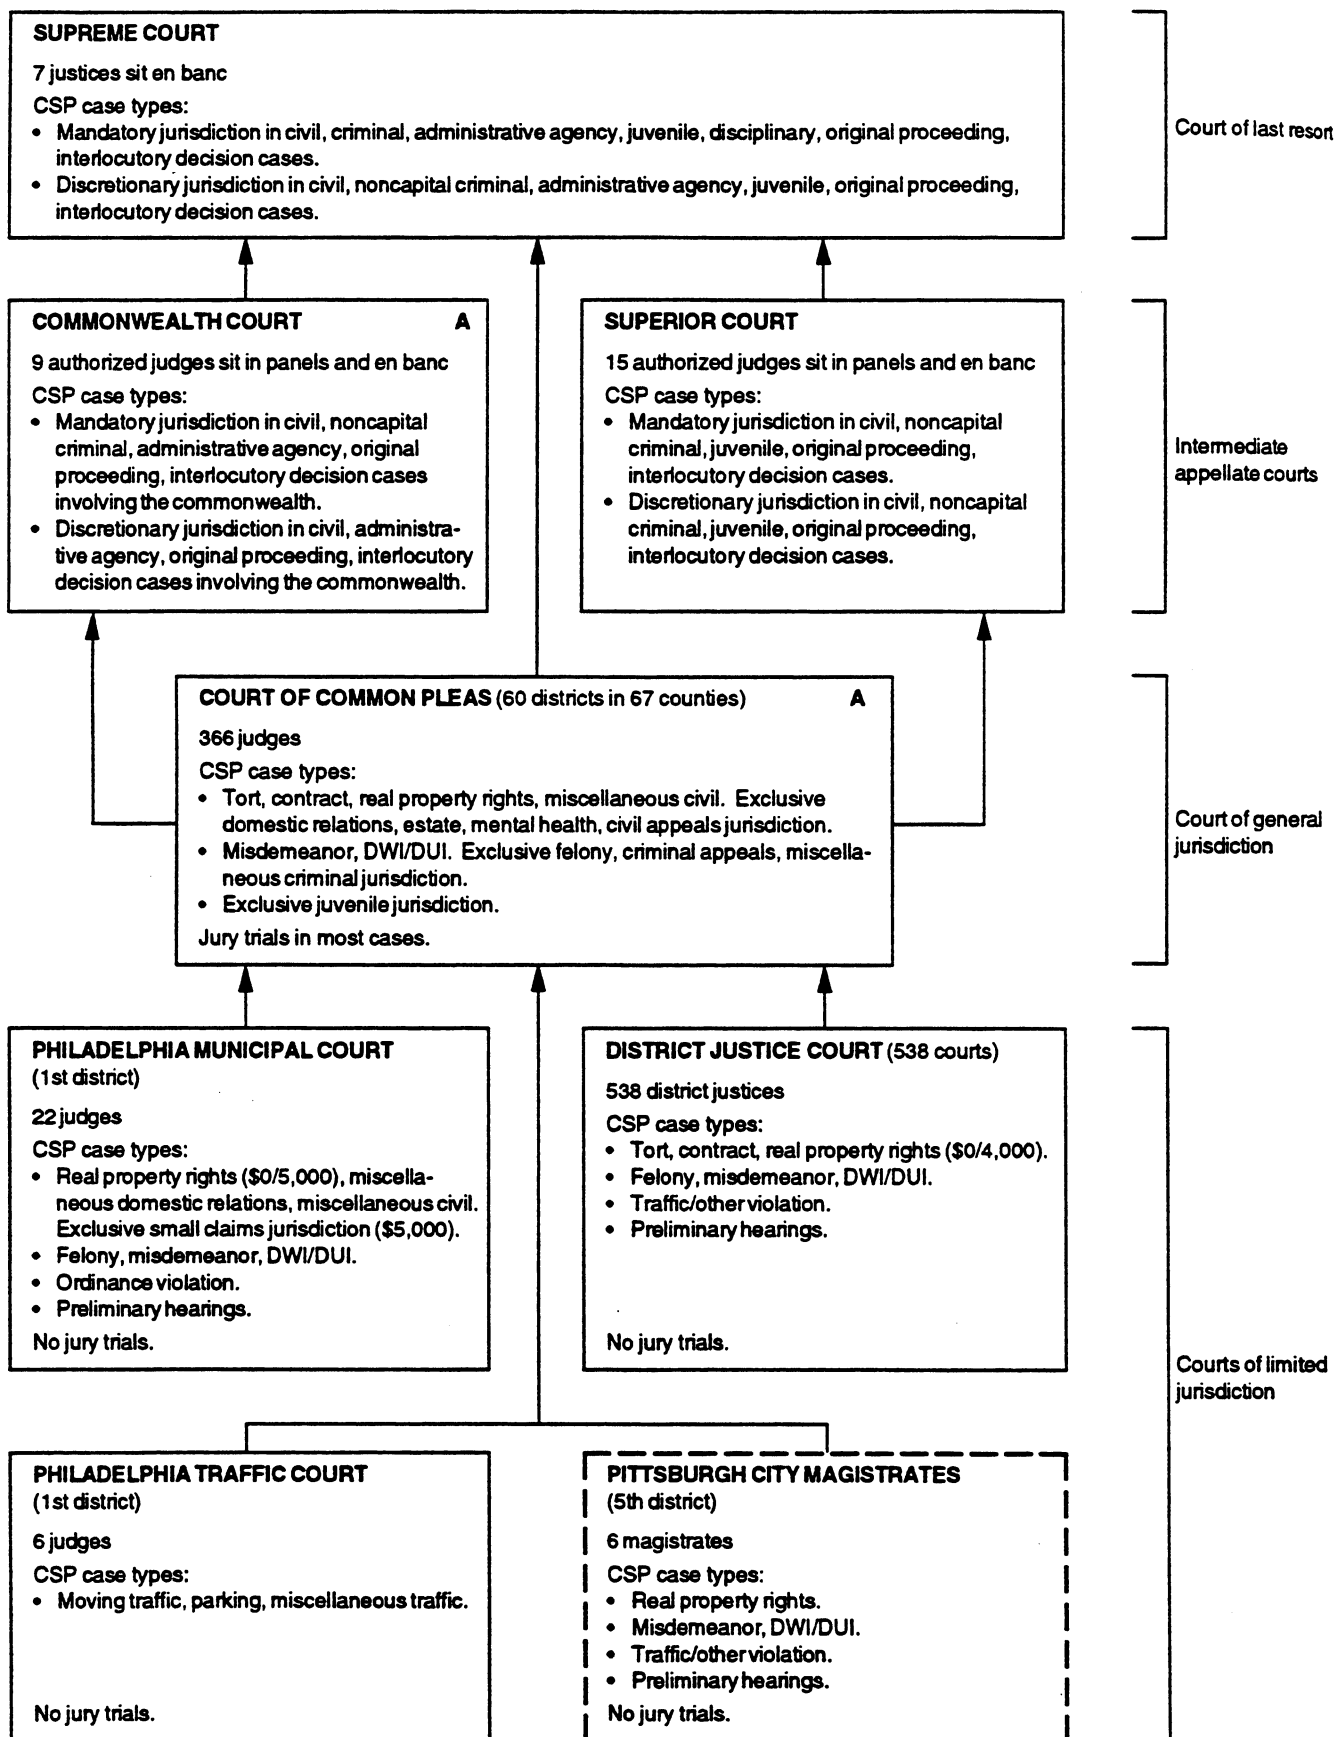 SUPREME COURT
7 justices sit en banc
CSP case types:
• Mandatory jurisdiction in civil, criminal, administrative agency, juvenile, disciplinary, original proceeding,
interlocutory decision cases.
• Discretionary jurisdiction in civil, noncapital criminal, administrative agency, juvenile, original proceeding,
interlocutory decision cases.
Court of last resort
COMMONWEALTH COURT A
9 authorized judges sit in panels and en banc
CSP case types:
• Mandatory jurisdiction in civil, noncapital
criminal, administrative agency, original
proceeding, interlocutory decision cases
involving the commonwealth.
• Discretionary jurisdiction in civil, administra-
tive agency, original proceeding, interlocutory
decision cases involving the commonwealth.
SUPERIOR COURT
15 authorized judges sit in panels and en banc
CSP case types:
• Mandatory jurisdiction in civil, noncapital
criminal, juvenile, original proceeding,
interlocutory decision cases.
• Discretionary jurisdiction in civil, noncapital
criminal, juvenile, original proceeding,
interlocutory decision cases.
Intermediate
appellate courts
COURT OF COMMON PLEAS (60 districts in 67 counties) A
366 judges
CSP case types:
• Tort, contract, real property rights, miscellaneous civil. Exclusive
domestic relations, estate, mental health, civil appeals jurisdiction.
• Misdemeanor, DWI/DUI. Exclusive felony, criminal appeals, miscella-
neous criminal jurisdiction.
• Exclusive juvenile jurisdiction.
Jury trials in most cases.
Court of general
jurisdiction
PHILADELPHIA MUNICIPAL COURT
(1st district)
22 judges
CSP case types:
• Real property rights ($0/5,000), miscella-
neous domestic relations, miscellaneous civil.
Exclusive small claims jurisdiction ($5,000).
• Felony, misdemeanor, DWI/DUI.
• Ordinance violation.
• Preliminary hearings.
No jury trials.
DISTRICT JUSTICE COURT (538 courts)
538 district justices
CSP case types:
• Tort, contract, real property rights ($0/4,000).
• Felony, misdemeanor, DWI/DUI.
• Traffic/other violation.
• Preliminary hearings.
No jury trials.
Courts of limited
jurisdiction
PHILADELPHIA TRAFFIC COURT
(1st district)
6 judges
CSP case types:
• Moving traffic, parking, miscellaneous traffic.
No jury trials.
PITTSBURGH CITY MAGISTRATES
(5th district)
6 magistrates
CSP case types:
• Real property rights.
• Misdemeanor, DWI/DUI.
• Traffic/other violation.
• Preliminary hearings.
No jury trials.